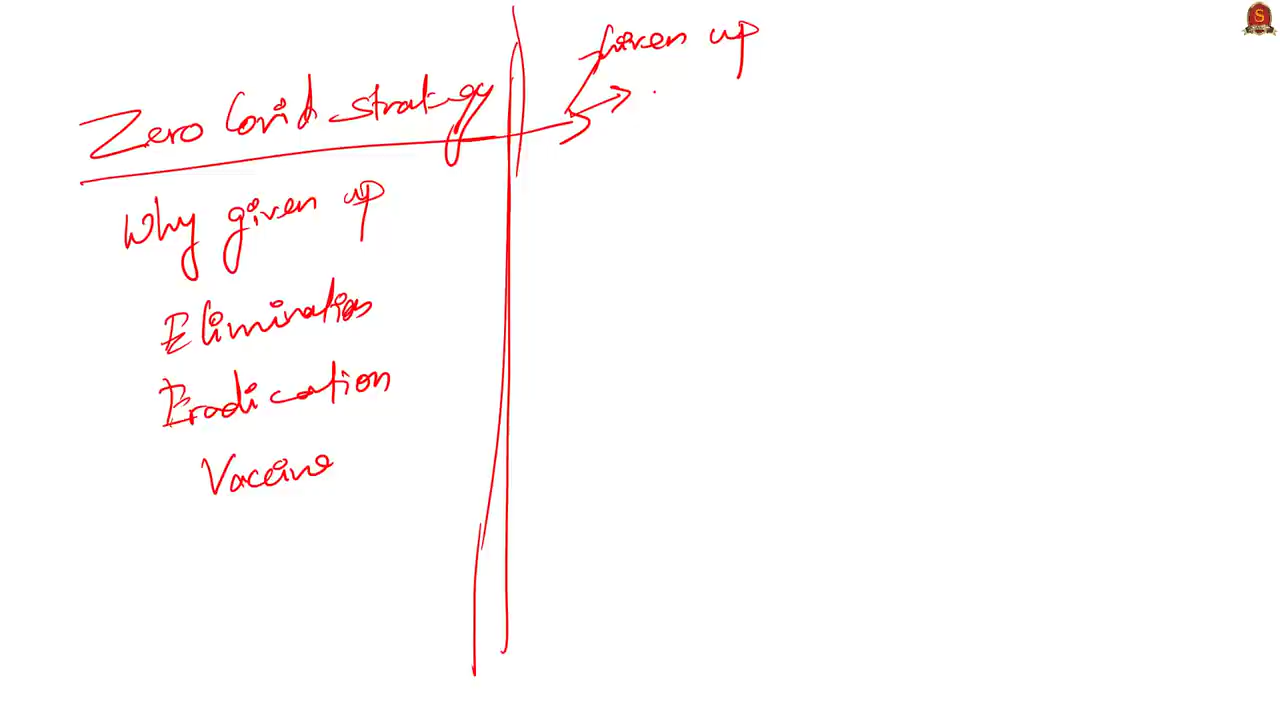 Zero Covid strategy
Why given up
Elimination
Eradication
Vaccine
Given up